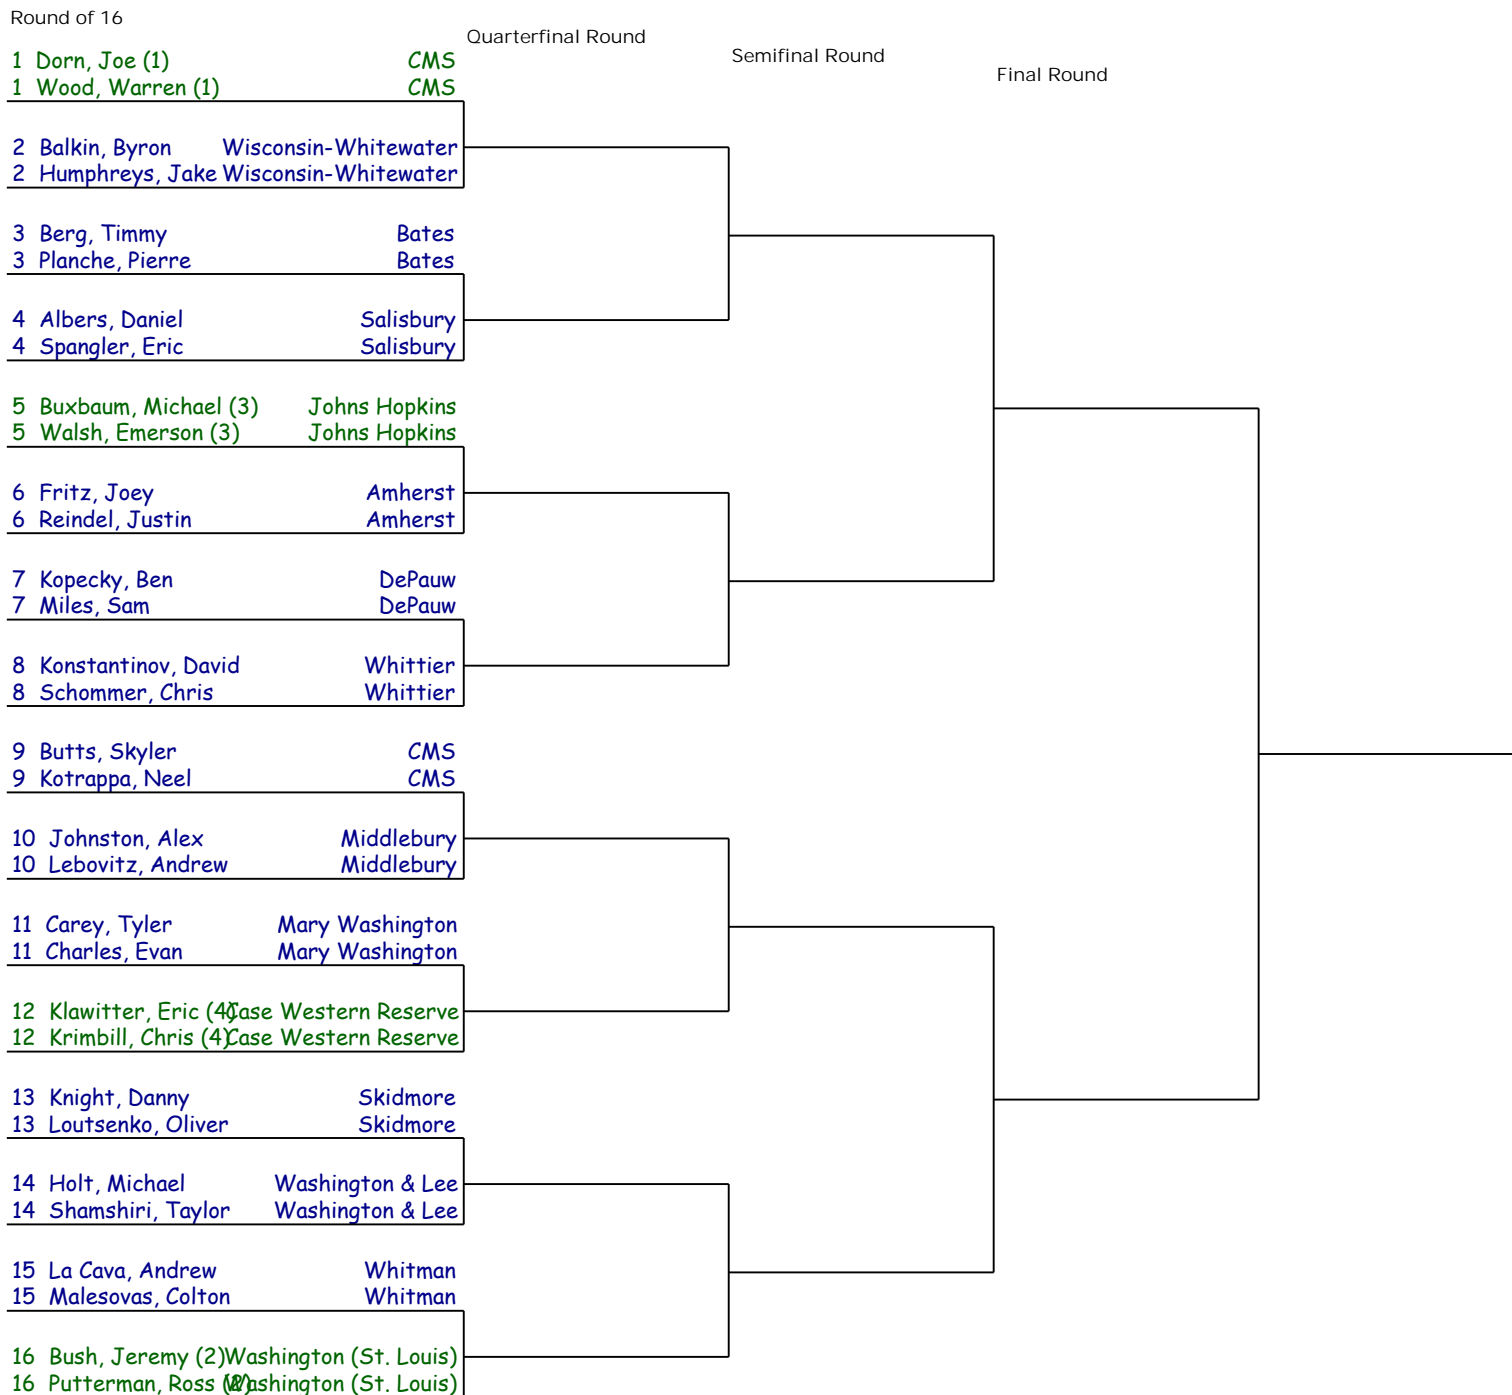 Round of 16
Quarterfinal Round
Semifinal Round
Final Round
1 Dorn, Joe (1) CMS
1 Wood, Warren (1) CMS
2 Balkin, Byron Wisconsin-Whitewater
2 Humphreys, Jake Wisconsin-Whitewater
3 Berg, Timmy Bates
3 Planche, Pierre Bates
4 Albers, Daniel Salisbury
4 Spangler, Eric Salisbury
5 Buxbaum, Michael (3) Johns Hopkins
5 Walsh, Emerson (3) Johns Hopkins
6 Fritz, Joey Amherst
6 Reindel, Justin Amherst
7 Kopecky, Ben DePauw
7 Miles, Sam DePauw
8 Konstantinov, David Whittier
8 Schommer, Chris Whittier
9 Butts, Skyler CMS
9 Kotrappa, Neel CMS
10 Johnston, Alex Middlebury
10 Lebovitz, Andrew Middlebury
11 Carey, Tyler Mary Washington
11 Charles, Evan Mary Washington
12 Klawitter, Eric (4) Case Western Reserve
12 Krimbill, Chris (4) Case Western Reserve
13 Knight, Danny Skidmore
13 Loutsenko, Oliver Skidmore
14 Holt, Michael Washington & Lee
14 Shamshiri, Taylor Washington & Lee
15 La Cava, Andrew Whitman
15 Malesovas, Colton Whitman
16 Bush, Jeremy (2) Washington (St. Louis)
16 Putterman, Ross (2) Washington (St. Louis)